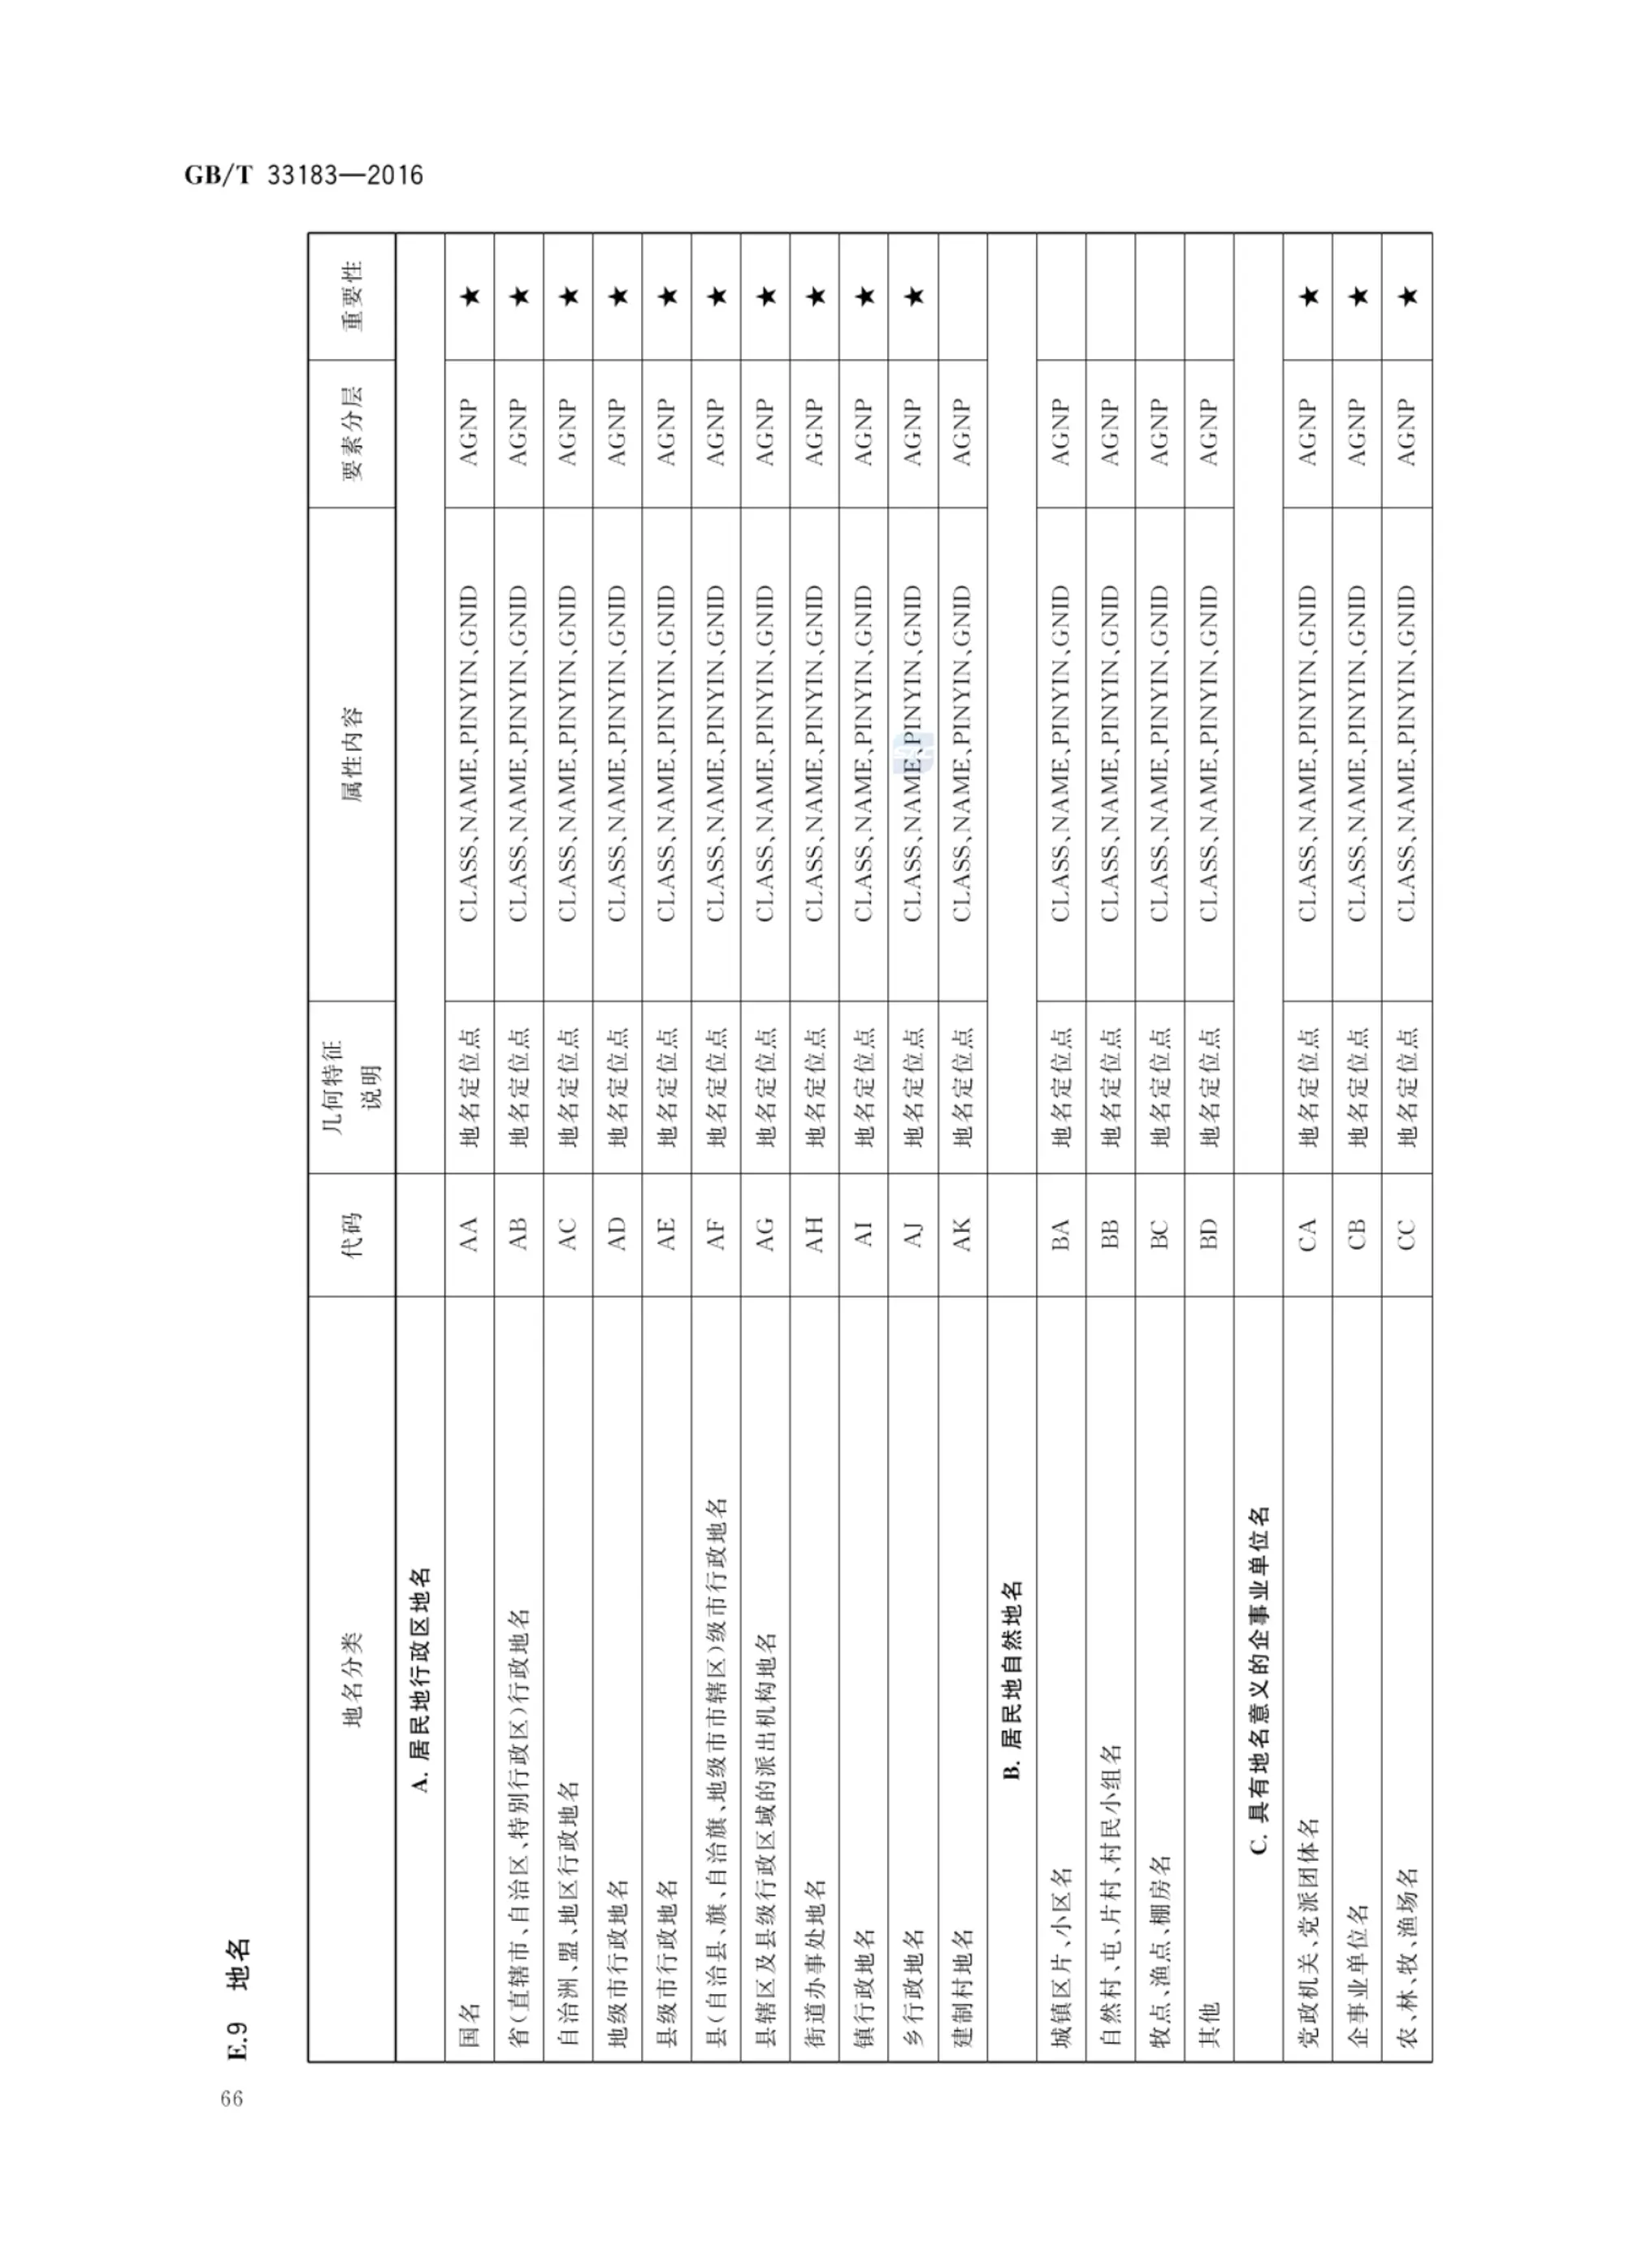 GB/T 33183—2016
E.9 地名
地名分类 代码 几何特征说明 属性内容 要素分层 重要性
A. 居民地行政区地名
国名 AA 地名定位点 CLASS、NAME、PINYIN、GNID AGNP ★
省(直辖市、自治区、特别行政区)行政地名 AB 地名定位点 CLASS、NAME、PINYIN、GNID AGNP ★
自治洲、盟、地区行政地名 AC 地名定位点 CLASS、NAME、PINYIN、GNID AGNP ★
地级市行政地名 AD 地名定位点 CLASS、NAME、PINYIN、GNID AGNP ★
县级市行政地名 AE 地名定位点 CLASS、NAME、PINYIN、GNID AGNP ★
县(自治县、旗、自治旗、地级市市辖区)级市行政地名 AF 地名定位点 CLASS、NAME、PINYIN、GNID AGNP ★
县辖区及县级行政区域的派出机构地名 AG 地名定位点 CLASS、NAME、PINYIN、GNID AGNP ★
街道办事处地名 AH 地名定位点 CLASS、NAME、PINYIN、GNID AGNP ★
镇行政地名 AI 地名定位点 CLASS、NAME、PINYIN、GNID AGNP ★
乡行政地名 AJ 地名定位点 CLASS、NAME、PINYIN、GNID AGNP ★
建制村地名 AK 地名定位点 CLASS、NAME、PINYIN、GNID AGNP
B. 居民地自然地名
城镇区片、小区名 BA 地名定位点 CLASS、NAME、PINYIN、GNID AGNP
自然村、屯、片村、村民小组名 BB 地名定位点 CLASS、NAME、PINYIN、GNID AGNP
牧点、渔点、棚房名 BC 地名定位点 CLASS、NAME、PINYIN、GNID AGNP
其他 BD 地名定位点 CLASS、NAME、PINYIN、GNID AGNP
C. 具有地名意义的企事业单位名
党政机关、党派团体名 CA 地名定位点 CLASS、NAME、PINYIN、GNID AGNP ★
企事业单位名 CB 地名定位点 CLASS、NAME、PINYIN、GNID AGNP ★
农、林、牧、渔场名 CC 地名定位点 CLASS、NAME、PINYIN、GNID AGNP ★
66